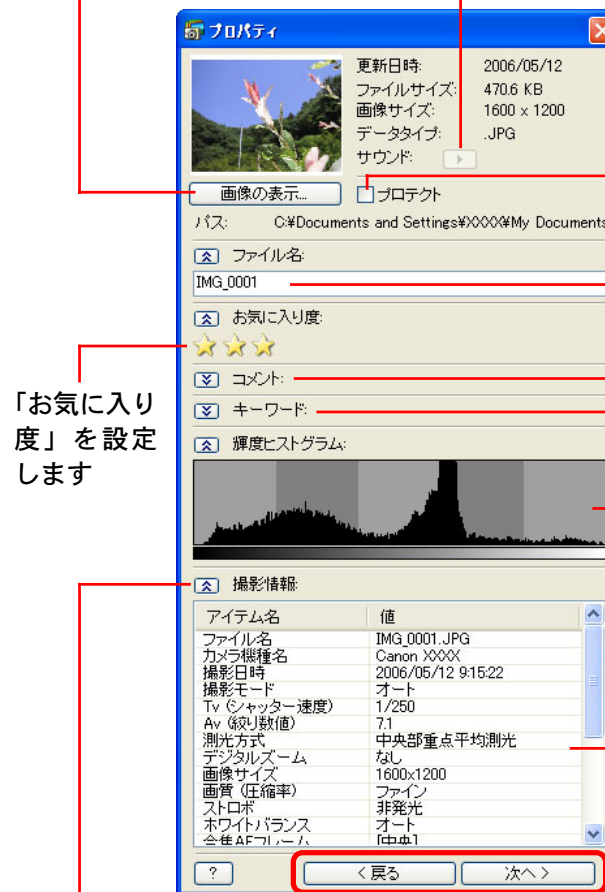 プロパティ
更新日時: 2006/05/12
ファイルサイズ: 470.6 KB
画像サイズ: 1600 x 1200
データタイプ: .JPG
サウンド:
画像の表示...
プロテクト
パス: C:¥Documents and Settings¥XXXX¥My Documents
ファイル名:
IMG_0001
お気に入り度:
コメント:
キーワード:
「お気に入り
度」を設定
します
輝度ヒストグラム:
撮影情報:
アイテム名 値
ファイル名 IMG_0001.JPG
カメラ機種名 Canon XXXX
撮影日時 2006/05/12 9:15:22
撮影モード オート
Tv (シャッター速度) 1/250
Av (絞り数値) 7.1
測光方式 中央部重点平均測光
デジタルズーム なし
画像サイズ 1600x1200
画質 (圧縮率) ファイン
ストロボ 非発光
ホワイトバランス オート
合焦AFフレーム [中央]
? < 戻る 次へ >